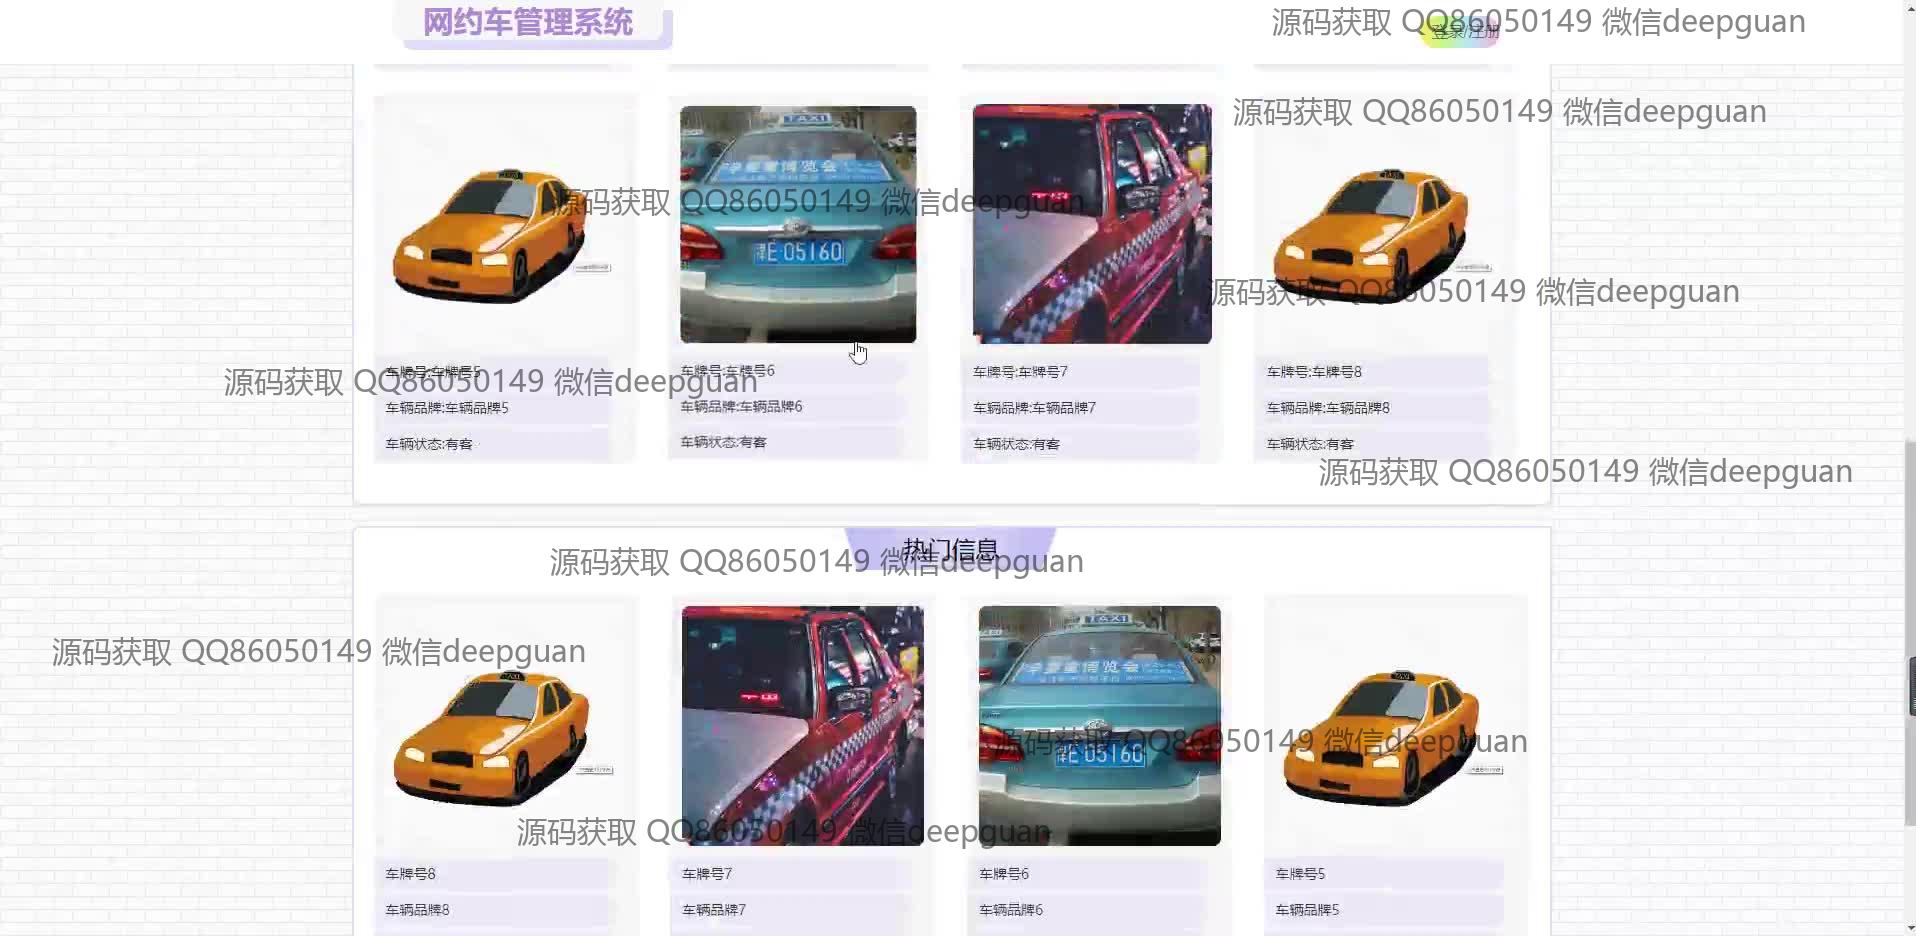 网约车管理系统
源码获取 QQ86050149 微信deepguan
登录/注册
源码获取 QQ86050149 微信deepguan
TAXI
源码获取 QQ86050149 微信deepguan
津E·05160
源码获取 QQ86050149 微信deepguan
车牌号:车牌号5
车牌号:车牌号6
车牌号:车牌号7
车牌号:车牌号8
源码获取 QQ86050149 微信deepguan
车辆品牌:车辆品牌5
车辆品牌:车辆品牌6
车辆品牌:车辆品牌7
车辆品牌:车辆品牌8
车辆状态:有客
车辆状态:有客
车辆状态:有客
车辆状态:有客
源码获取 QQ86050149 微信deepguan
热门信息
源码获取 QQ86050149 微信deepguan
TAXI
源码获取 QQ86050149 微信deepguan
源码获取 QQ86050149 微信deepguan
津E·05160
源码获取 QQ86050149 微信deepguan
车牌号8
车牌号7
车牌号6
车牌号5
车辆品牌8
车辆品牌7
车辆品牌6
车辆品牌5